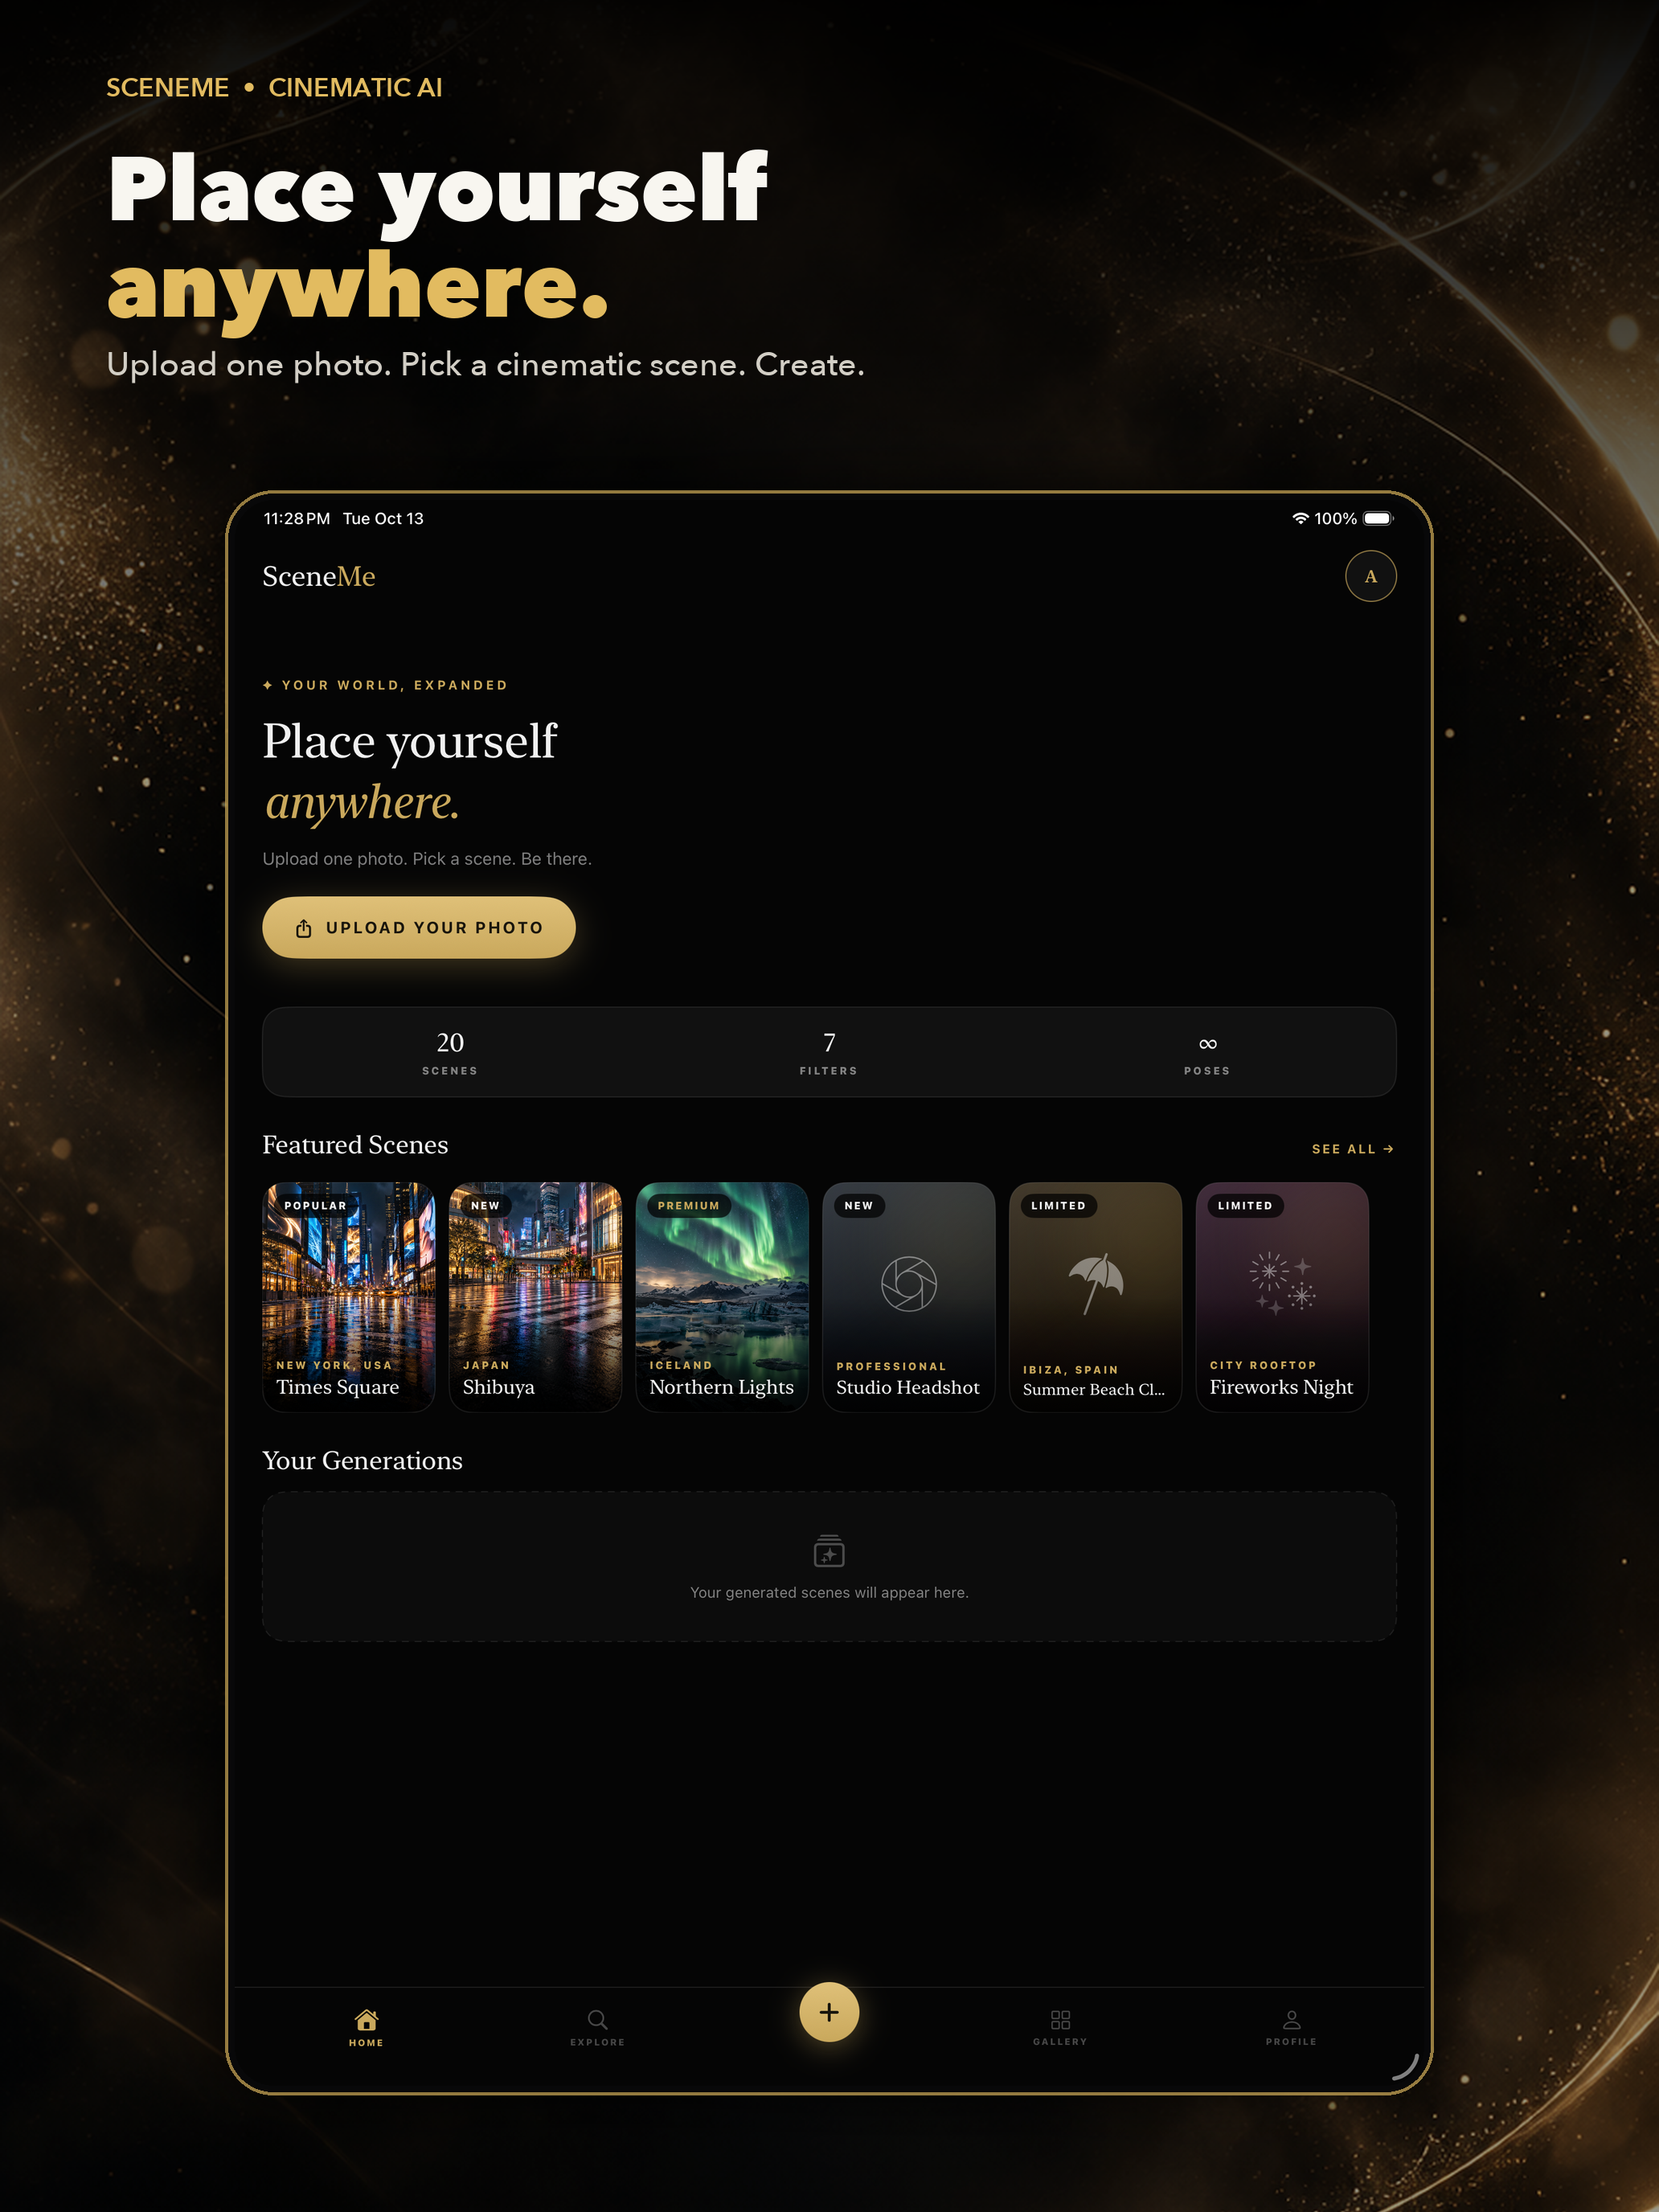 SCENEME • CINEMATIC AI
Place yourself
anywhere.
Upload one photo. Pick a cinematic scene. Create.
11:28 PM Tue Oct 13
100%
SceneMe
A
YOUR WORLD, EXPANDED
Place yourself
anywhere.
Upload one photo. Pick a scene. Be there.
UPLOAD YOUR PHOTO
20
SCENES
7
FILTERS
∞
POSES
Featured Scenes
SEE ALL →
POPULAR
NEW YORK, USA
Times Square
NEW
JAPAN
Shibuya
PREMIUM
ICELAND
Northern Lights
NEW
PROFESSIONAL
Studio Headshot
LIMITED
IBIZA, SPAIN
Summer Beach Cl...
LIMITED
CITY ROOFTOP
Fireworks Night
Your Generations
Your generated scenes will appear here.
HOME
EXPLORE
+
GALLERY
PROFILE